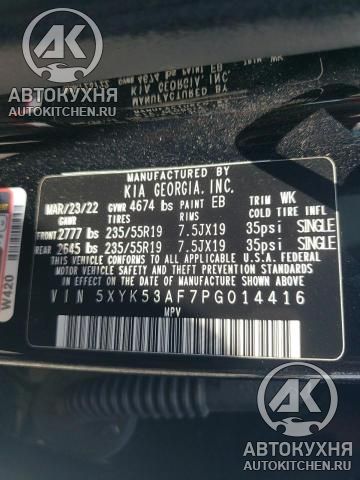 АВТОКУХНЯ
AUTOKITCHEN.RU
MANUFACTURED BY
KIA GEORGIA, INC.
MAR/23/22 GVWR 4674 lbs PAINT EB TRIM WK
GAWR TIRES RIMS COLD TIRE INFL
FRONT 2777 lbs 235/55R19 7.5JX19 35psi SINGLE
REAR 2645 lbs 235/55R19 7.5JX19 35psi SINGLE
THIS VEHICLE CONFORMS TO ALL APPLICABLE U.S.A. FEDERAL
MOTOR VEHICLE SAFETY, BUMPER, AND THEFT PREVENTION
STANDARDS IN EFFECT ON THE DATE OF MANUFACTURE
VIN 5XYK53AF7PG014416
MPV
W420
АВТОКУХНЯ
AUTOKITCHEN.RU